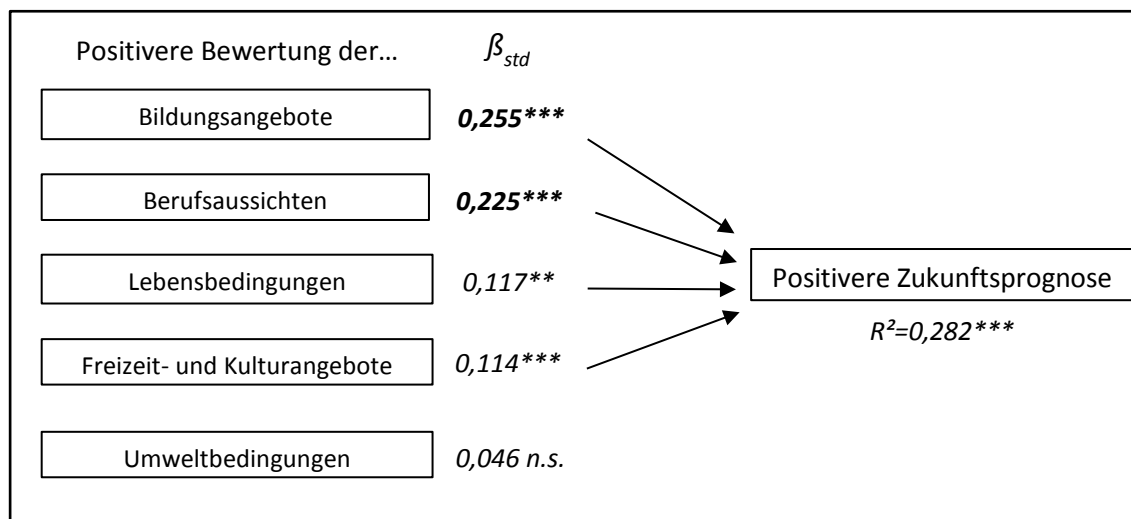 Positivere Bewertung der… ß_std
Bildungsangebote 0,255***
Berufsaussichten 0,225***
Lebensbedingungen 0,117**
Positivere Zukunftsprognose
R²=0,282***
Freizeit- und Kulturangebote 0,114***
Umweltbedingungen 0,046 n.s.